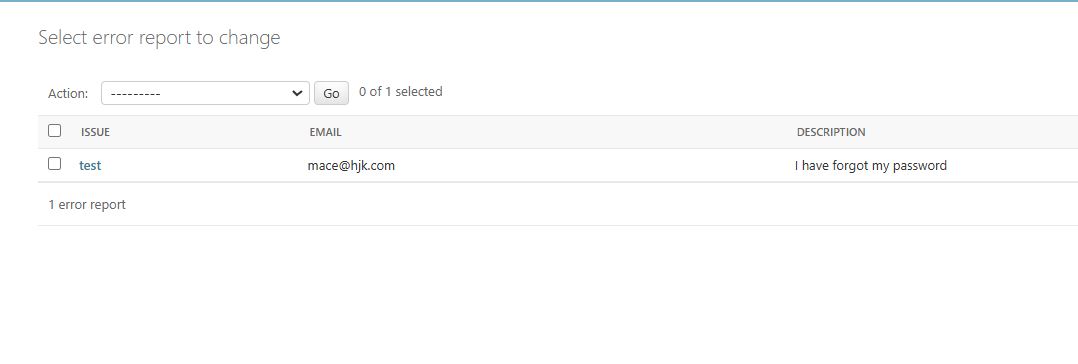 Select error report to change
Action: --------- Go 0 of 1 selected
ISSUE EMAIL DESCRIPTION
test mace@hjk.com I have forgot my password
1 error report